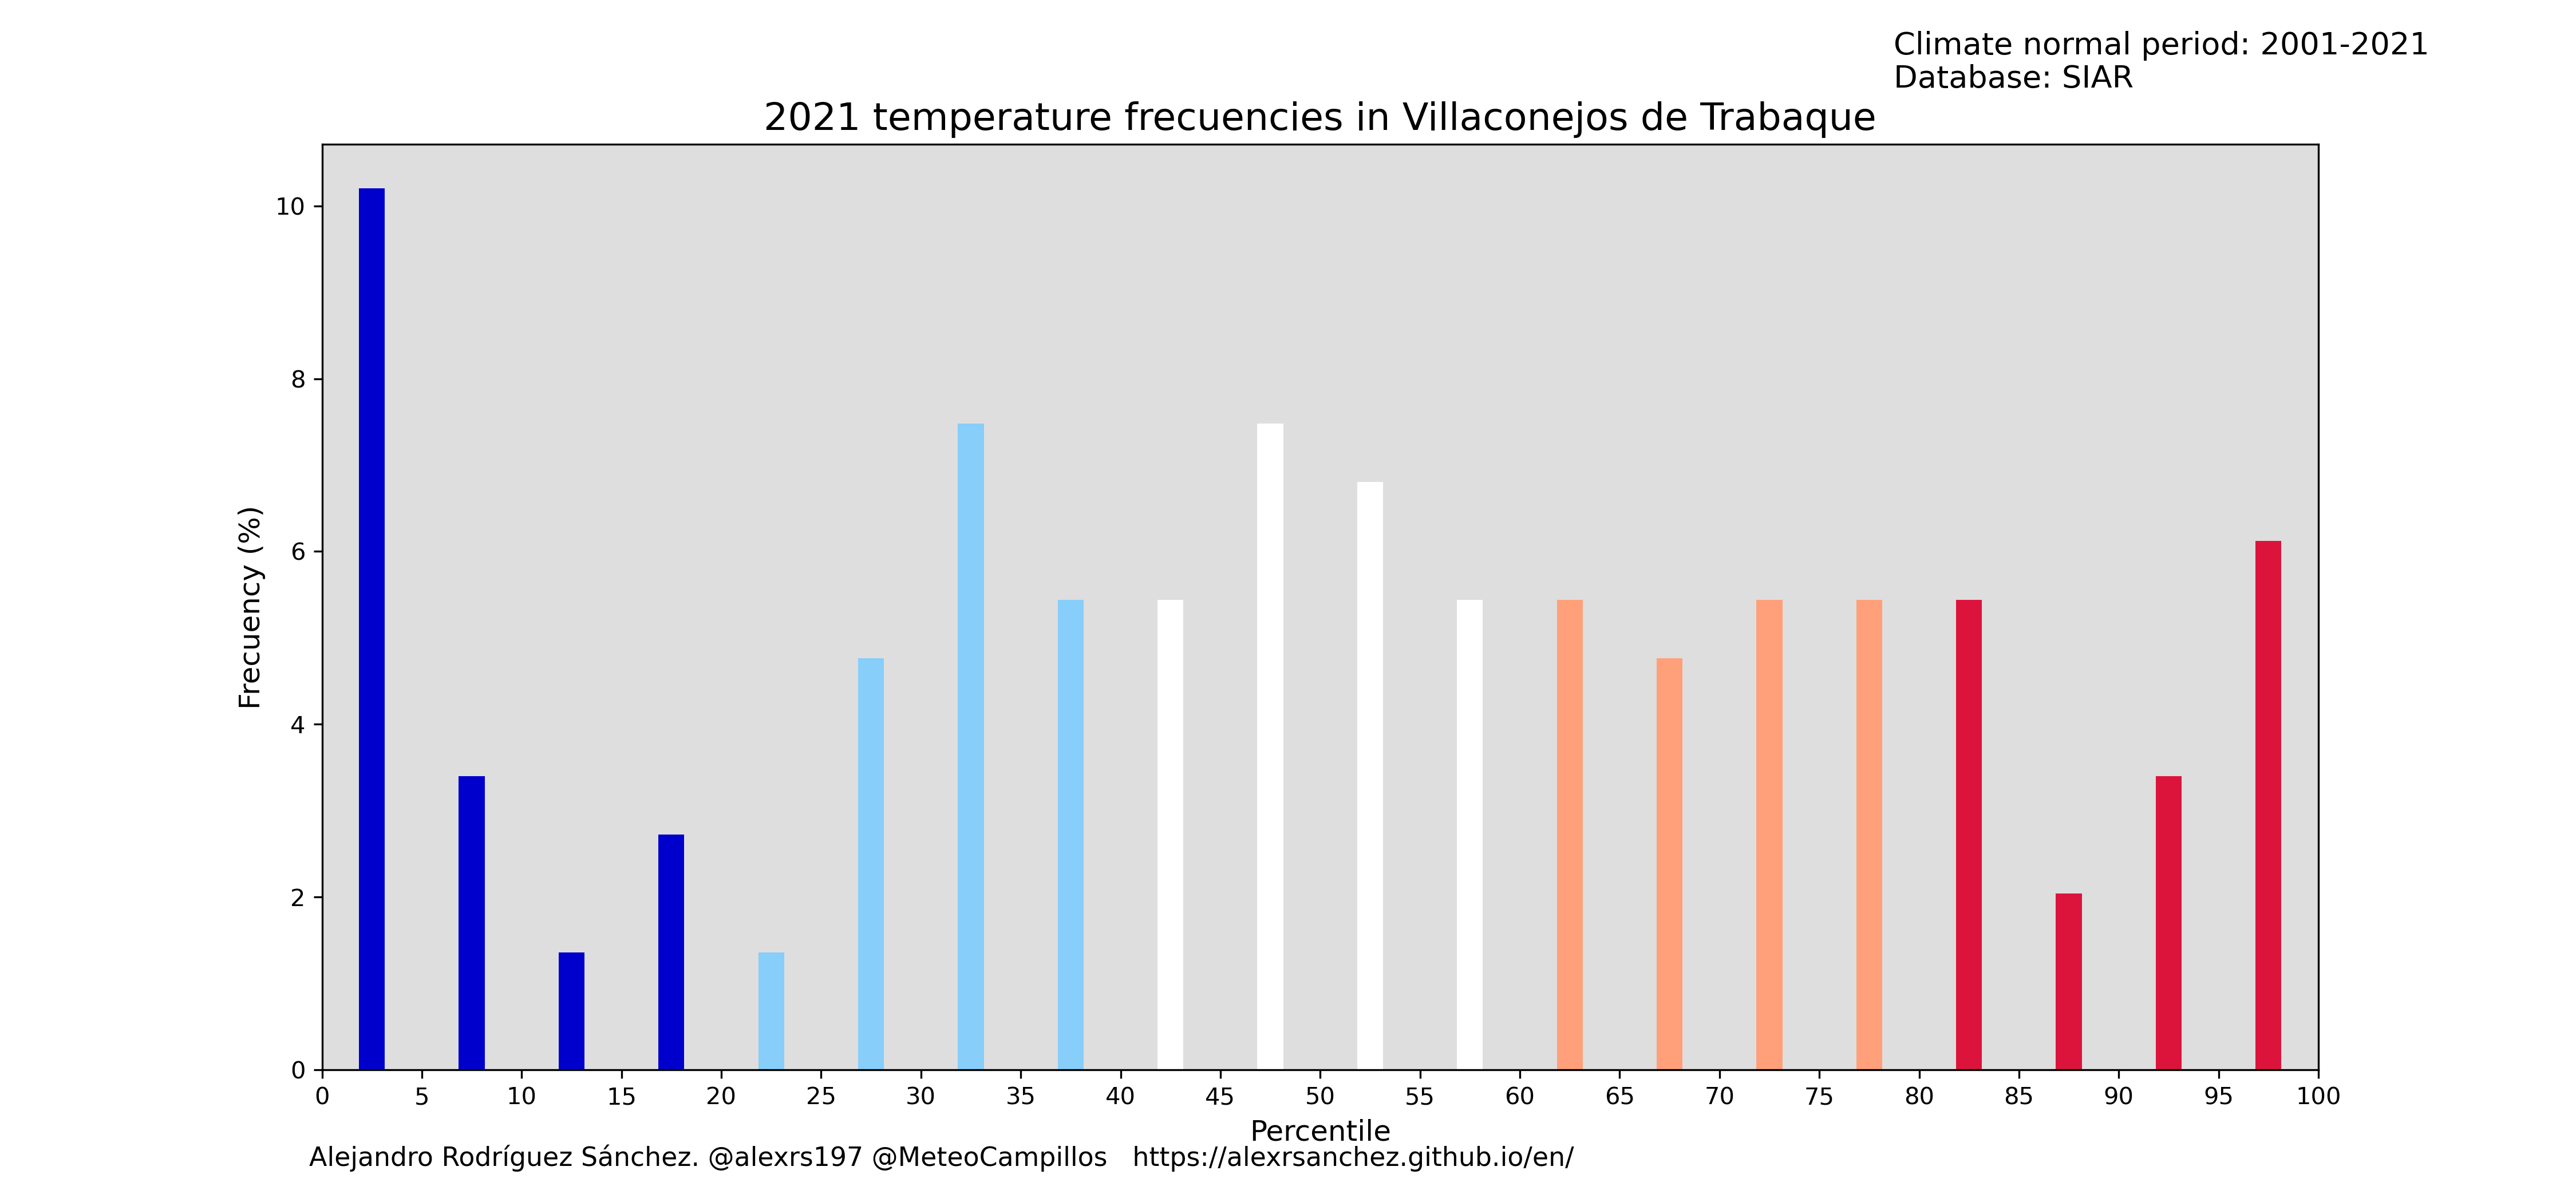 Climate normal period: 2001-2021
Database: SIAR
2021 temperature frecuencies in Villaconejos de Trabaque
10
8
6
4
2
0
Frecuency (%)
0 5 10 15 20 25 30 35 40 45 50 55 60 65 70 75 80 85 90 95 100
Percentile
Alejandro Rodríguez Sánchez. @alexrs197 @MeteoCampillos https://alexrsanchez.github.io/en/